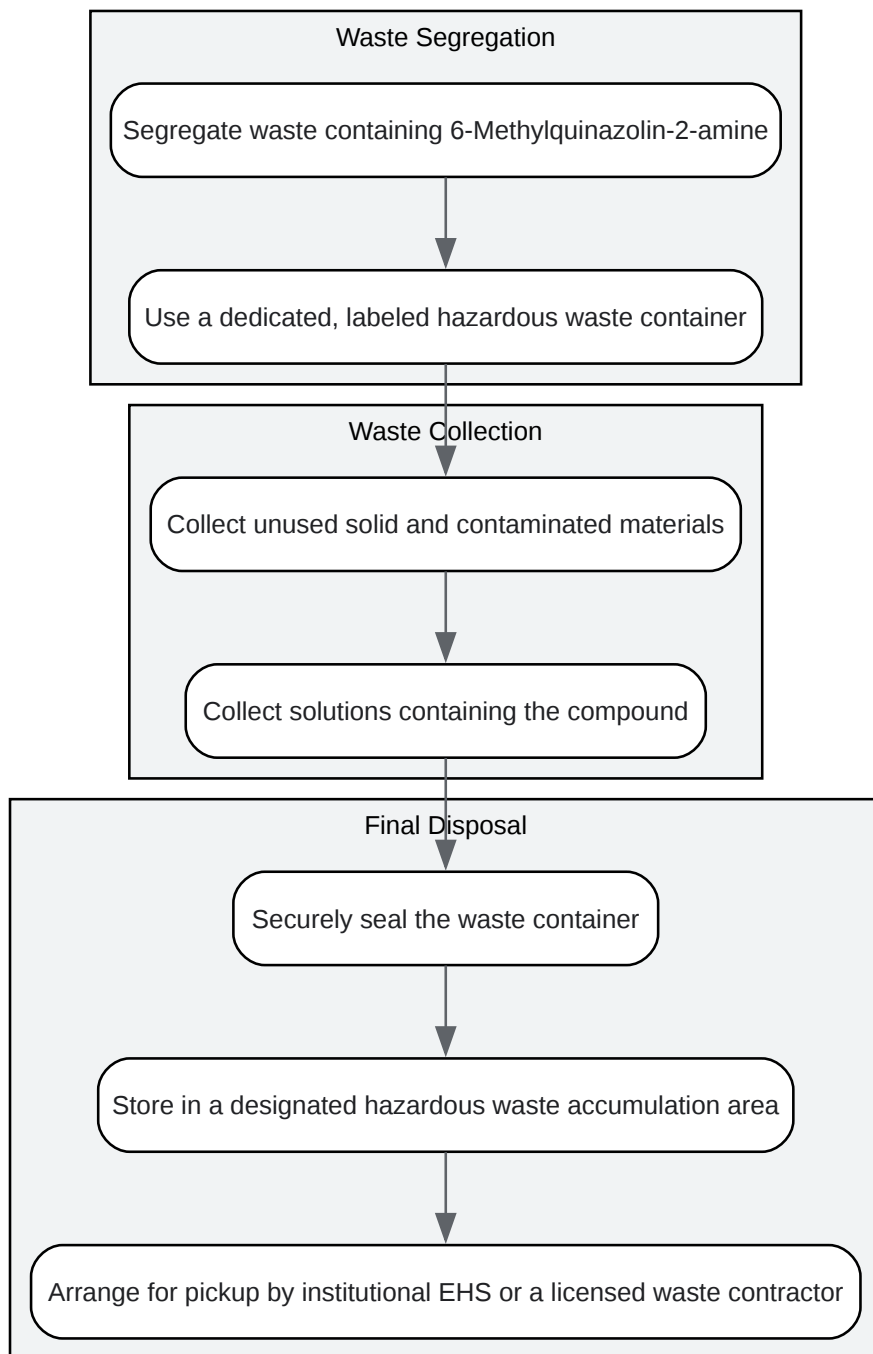 Waste Segregation
Segregate waste containing 6-Methylquinazolin-2-amine
Use a dedicated, labeled hazardous waste container
Waste Collection
Collect unused solid and contaminated materials
Collect solutions containing the compound
Final Disposal
Securely seal the waste container
Store in a designated hazardous waste accumulation area
Arrange for pickup by institutional EHS or a licensed waste contractor